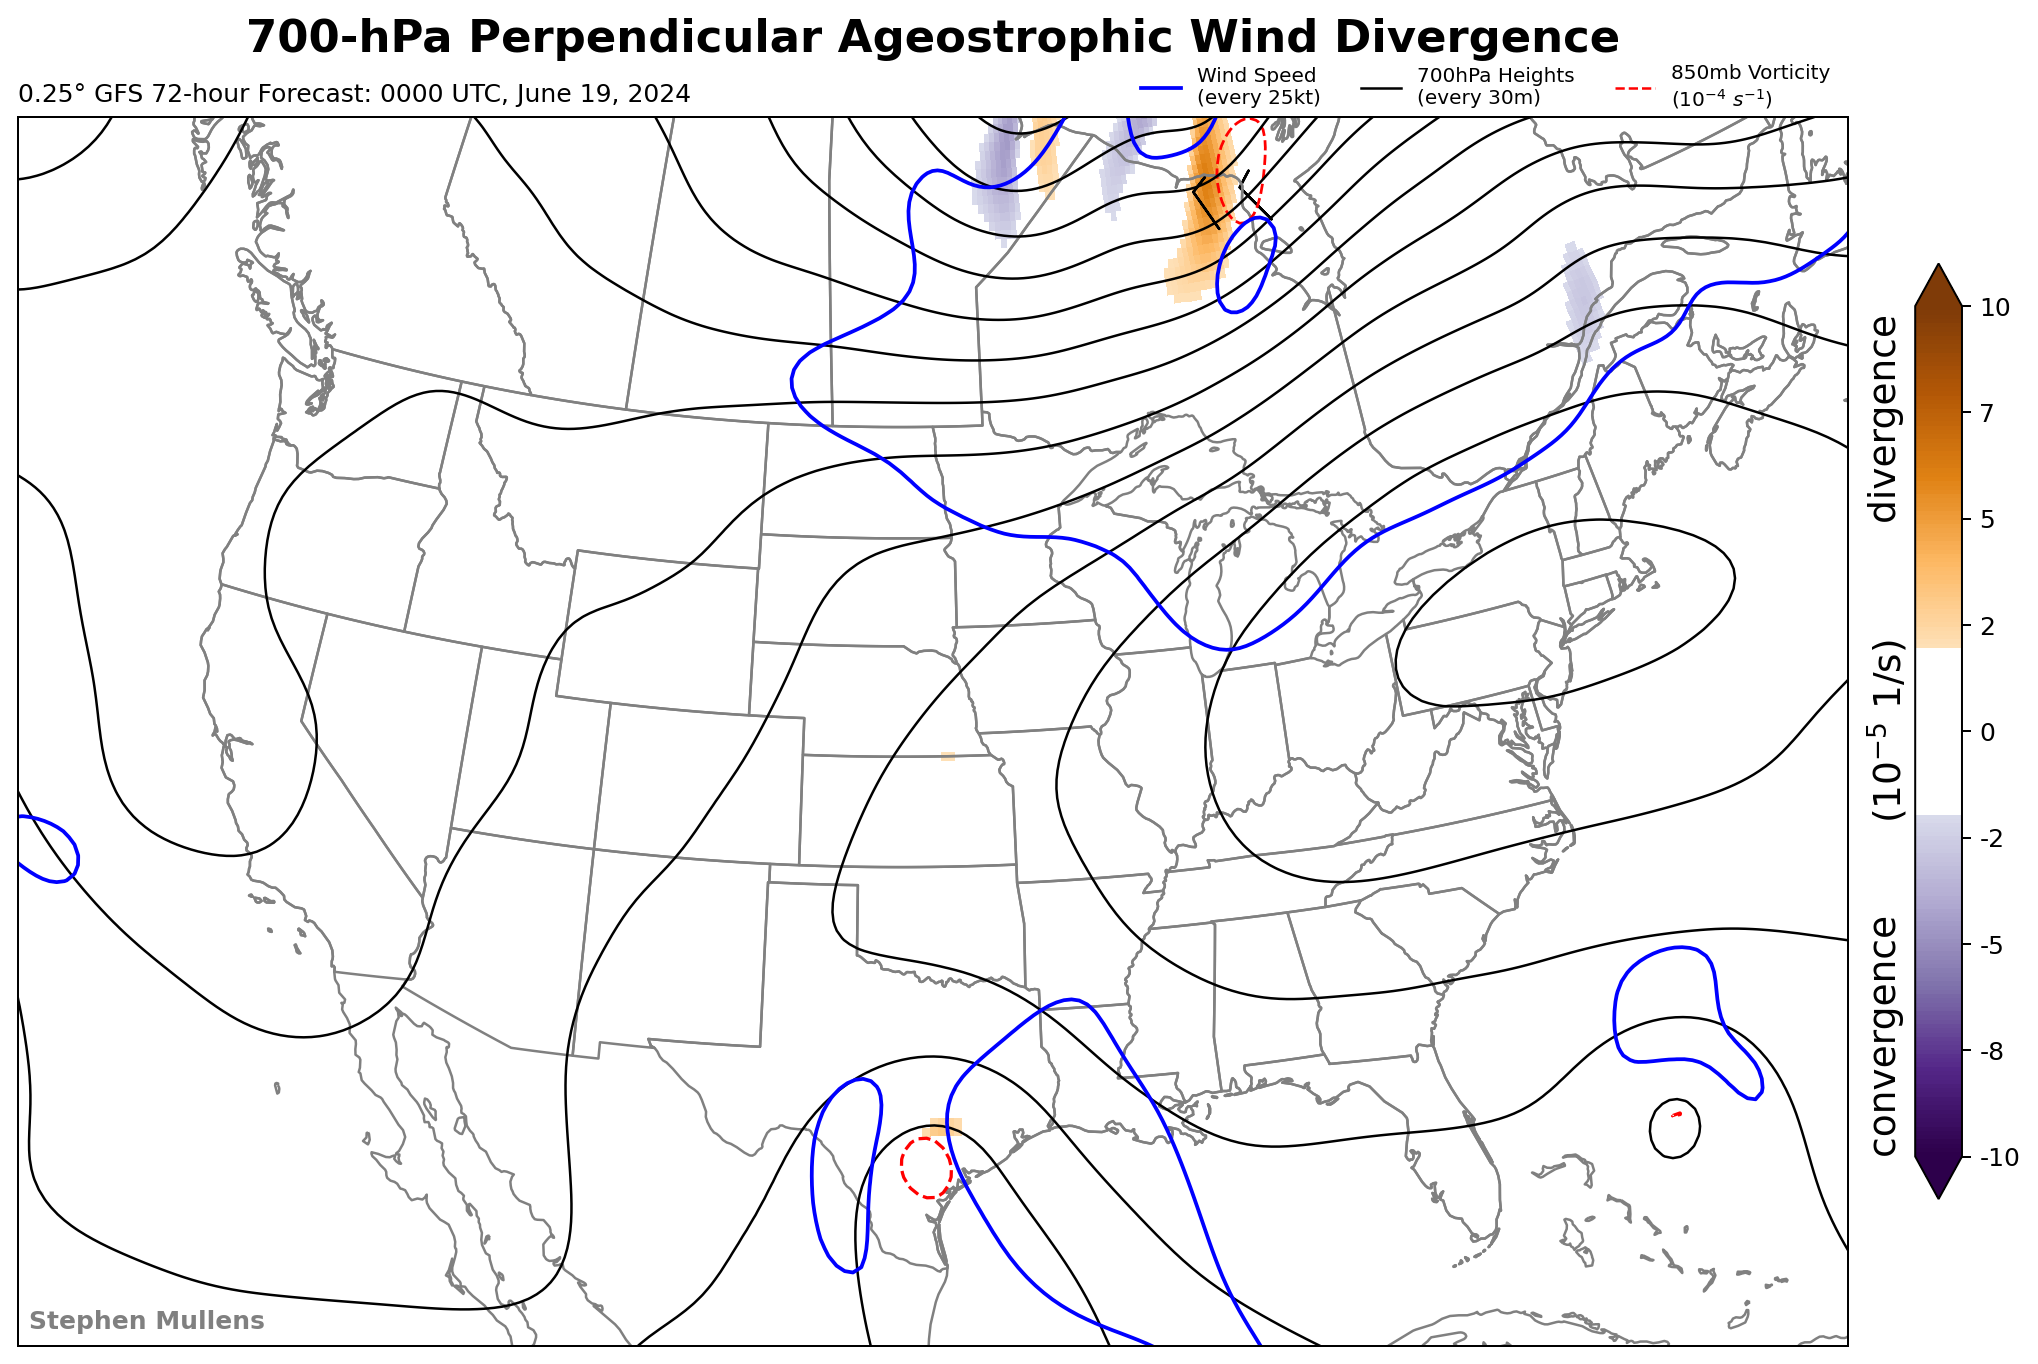 700-hPa Perpendicular Ageostrophic Wind Divergence
0.25° GFS 72-hour Forecast: 0000 UTC, June 19, 2024
Wind Speed
(every 25kt)
700hPa Heights
(every 30m)
850mb Vorticity
(10⁻⁴ s⁻¹)
10
7
5
2
0
-2
-5
-8
-10
convergence (10⁻⁵ 1/s) divergence
Stephen Mullens